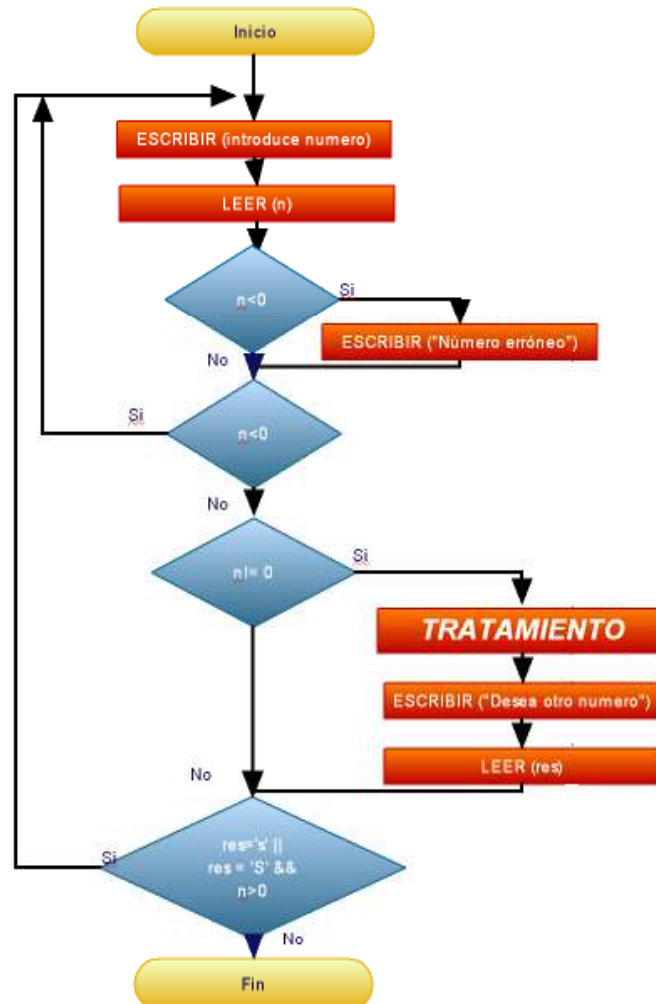 Inicio
ESCRIBIR (introduce numero)
LEER (n)
n<0
Si
ESCRIBIR ("Número erróneo")
No
Si
n<0
No
n!= 0
Si
TRATAMIENTO
ESCRIBIR ("Desea otro numero")
LEER (res)
No
res='s' ||
res = 'S' &&
n>0
Si
No
Fin